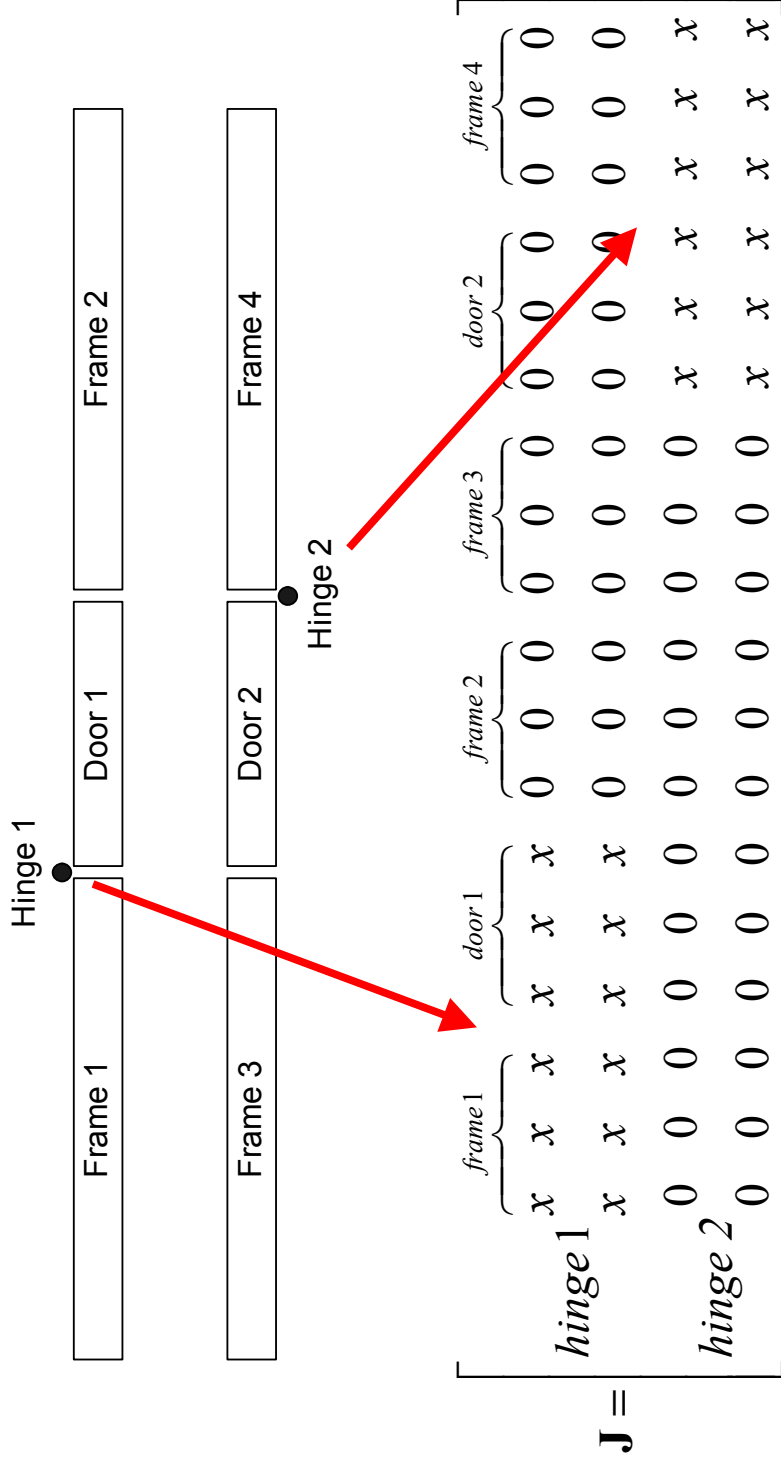 Hinge 1
Frame 1 Door 1 Frame 2
Frame 3 Door 2 Frame 4
Hinge 2
frame1 door1 frame 2 frame 3 door 2 frame 4
x x x x x x 0 0 0 0 0 0 0 0 0 0 0 0
hinge 1
x x x x x x 0 0 0 0 0 0 0 0 0 0 0 0
J =
0 0 0 0 0 0 0 0 0 0 0 0 x x x x x x
hinge 2
0 0 0 0 0 0 0 0 0 0 0 0 x x x x x x